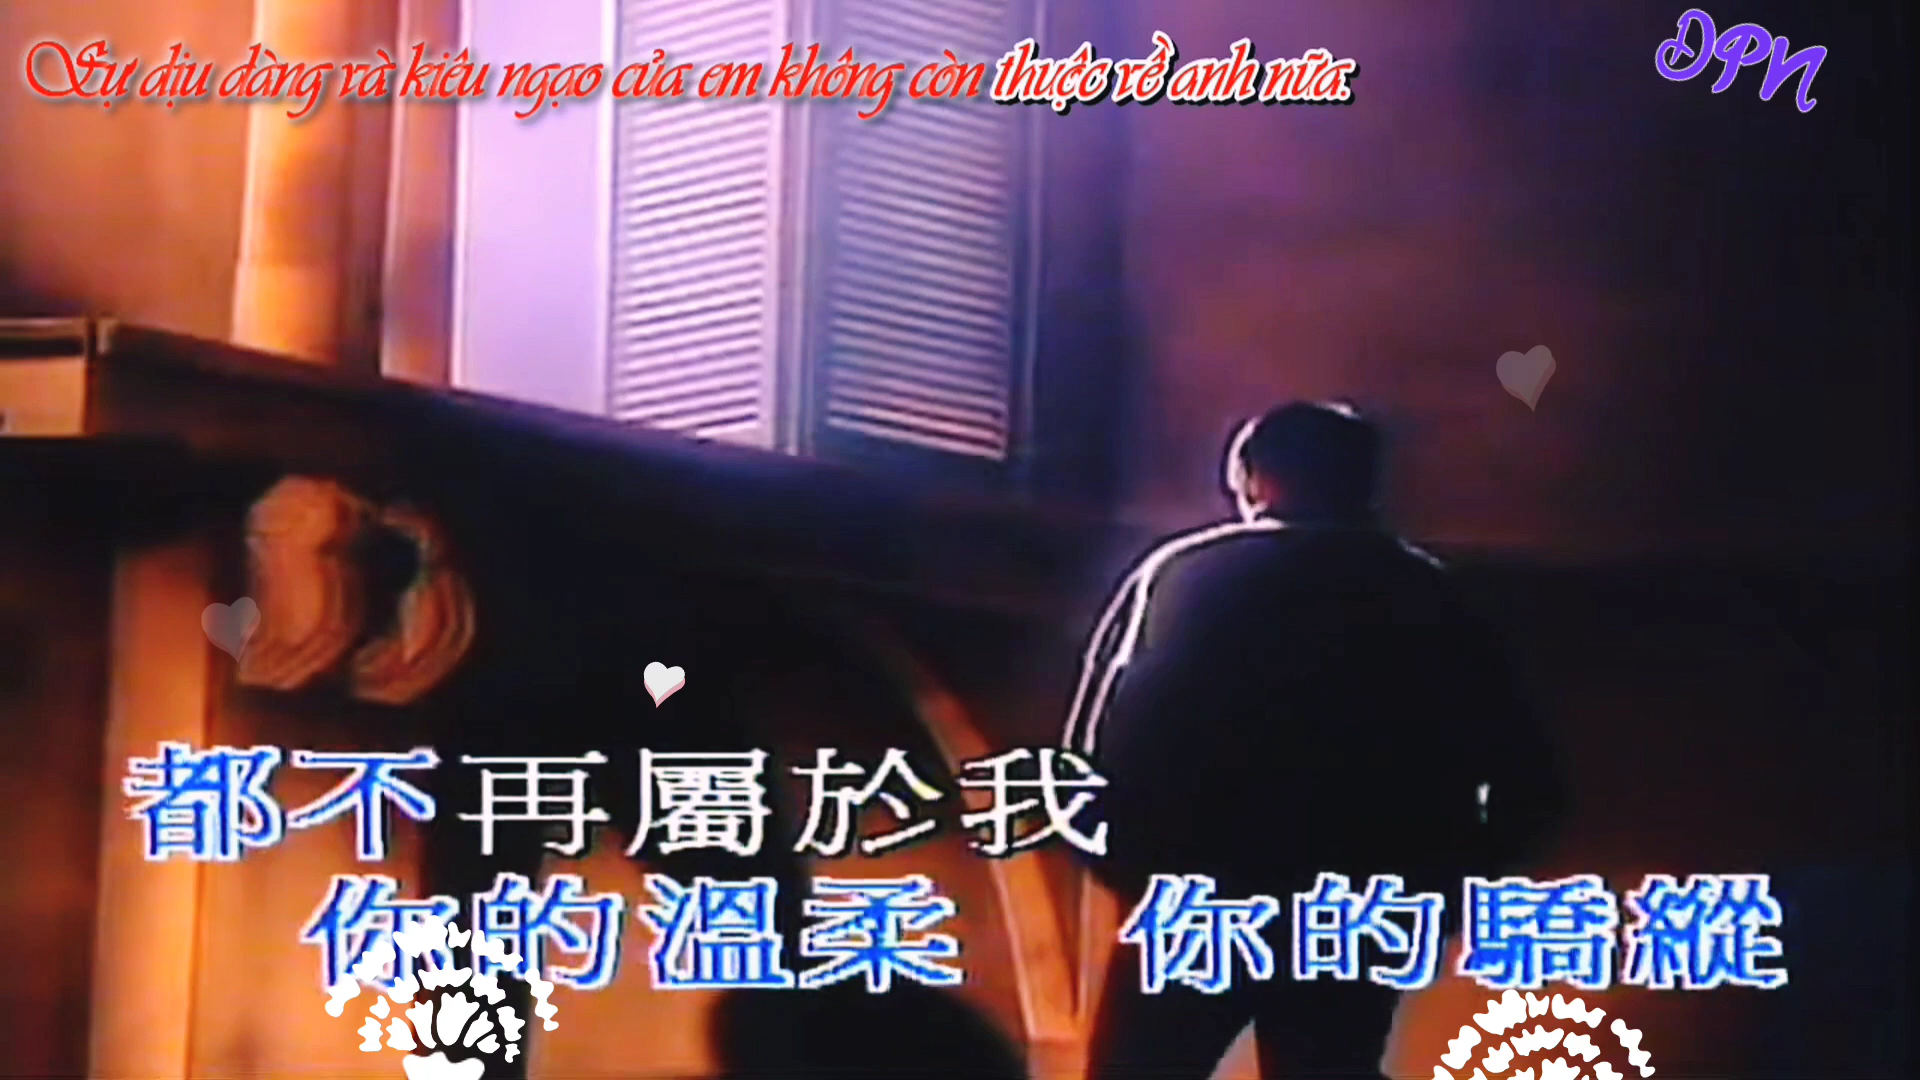 Sự dịu dàng và kiêu ngạo của em không còn thuộc về anh nữa.
DPN
都不再屬於我
你的溫柔 你的驕縱